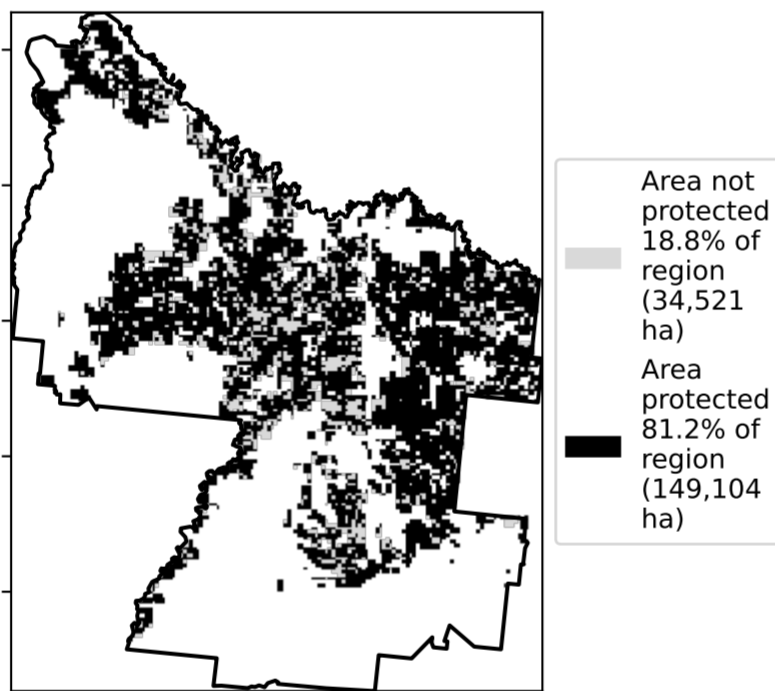 Area not
protected
18.8% of
region
(34,521
ha)
Area
protected
81.2% of
region
(149,104
ha)